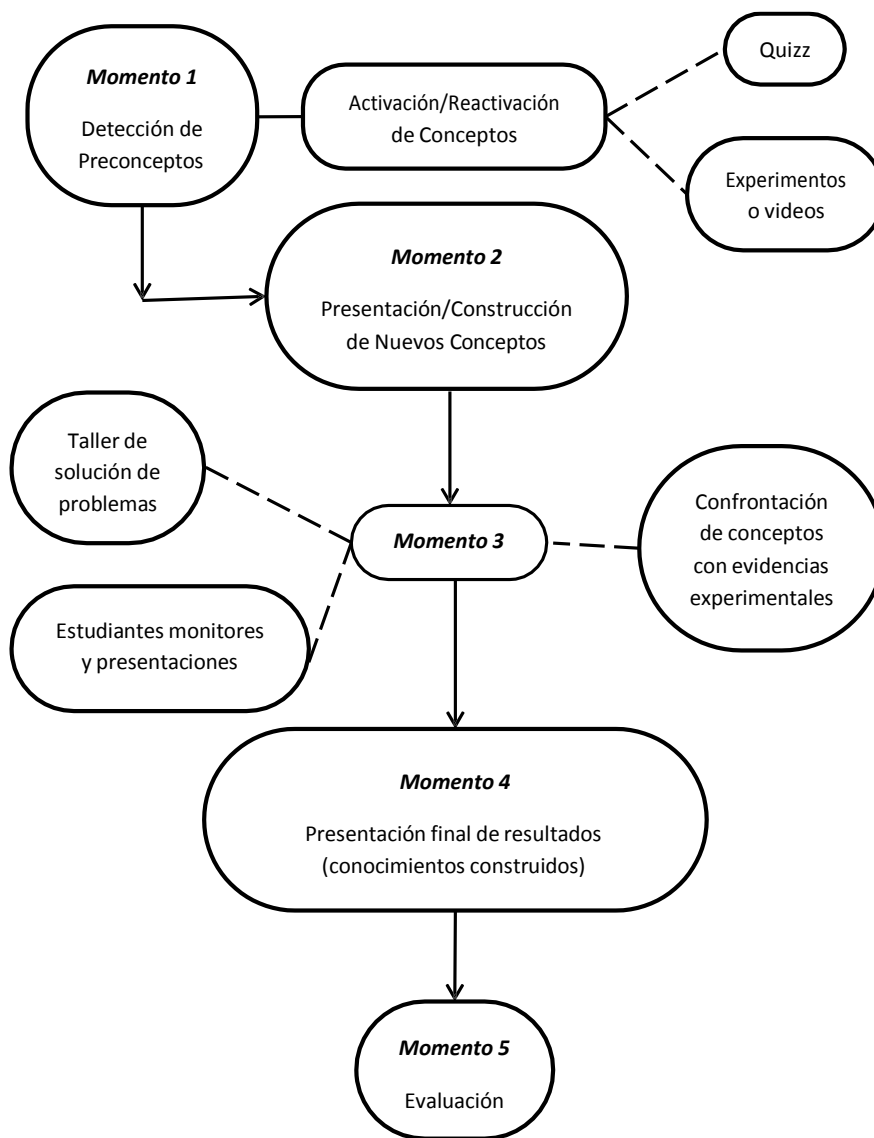 Momento 1
Detección de
Preconceptos
Activación/Reactivación
de Conceptos
Quizz
Experimentos
o videos
Momento 2
Presentación/Construcción
de Nuevos Conceptos
Taller de
solución de
problemas
Momento 3
Confrontación
de conceptos
con evidencias
experimentales
Estudiantes monitores
y presentaciones
Momento 4
Presentación final de resultados
(conocimientos construidos)
Momento 5
Evaluación